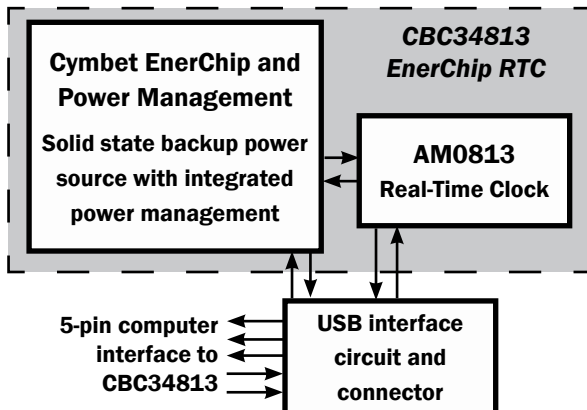 CBC34813
EnerChip RTC
Cymbet EnerChip and
Power Management
Solid state backup power
source with integrated
power management
AM0813
Real-Time Clock
5-pin computer
interface to
CBC34813
USB interface
circuit and
connector